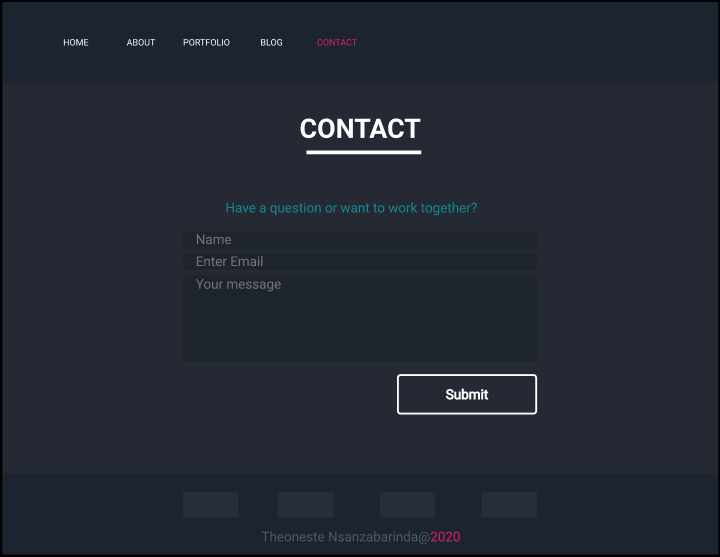 HOME ABOUT PORTFOLIO BLOG CONTACT
CONTACT
Have a question or want to work together?
Name
Enter Email
Your message
Submit
Theoneste Nsanzabarinda@2020